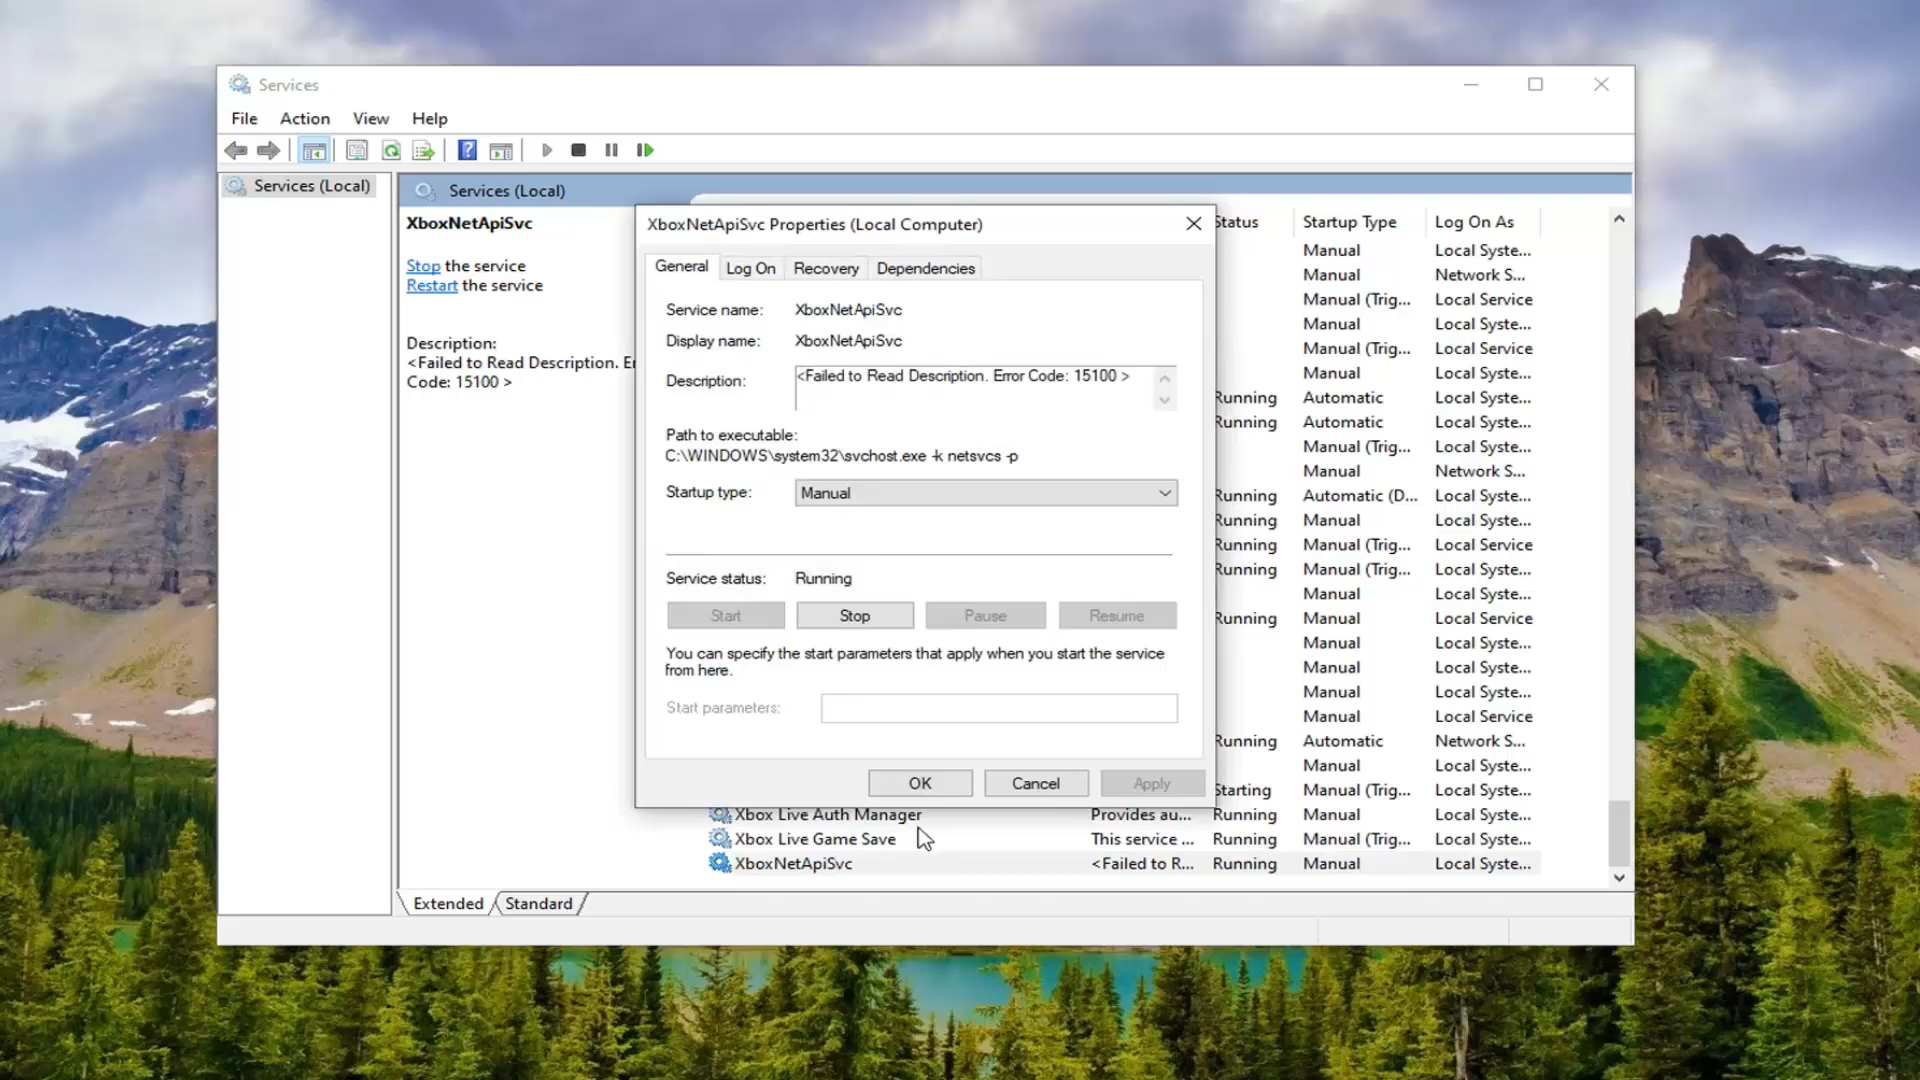 Services
File Action View Help
Services (Local)
Services (Local)
XboxNetApiSvc
Stop the service
Restart the service
Description:
<Failed to Read Description. Er
Code: 15100 >
XboxNetApiSvc Properties (Local Computer)
General Log On Recovery Dependencies
Service name: XboxNetApiSvc
Display name: XboxNetApiSvc
Description: <Failed to Read Description. Error Code: 15100 >
Path to executable:
C:\WINDOWS\system32\svchost.exe -k netsvcs -p
Startup type: Manual
Service status: Running
Start Stop Pause Resume
You can specify the start parameters that apply when you start the service
from here.
Start parameters:
OK Cancel Apply
Status Startup Type Log On As
Manual Local Syste...
Manual Network S...
Manual (Trig... Local Service
Manual Local Syste...
Manual (Trig... Local Service
Manual Local Syste...
Running Automatic Local Syste...
Running Automatic Local Syste...
Manual (Trig... Local Syste...
Manual Network S...
Running Automatic (D... Local Syste...
Running Manual Local Syste...
Running Manual (Trig... Local Service
Running Manual (Trig... Local Syste...
Manual Local Syste...
Running Manual Local Syste...
Manual Local Syste...
Manual Local Syste...
Manual Local Syste...
Manual Local Service
Running Automatic Network S...
Manual Local Syste...
Starting Manual (Trig... Local Syste...
Xbox Live Auth Manager Provides au... Running Manual Local Syste...
Xbox Live Game Save This service ... Running Manual (Trig... Local Syste...
XboxNetApiSvc <Failed to R... Running Manual Local Syste...
Extended Standard